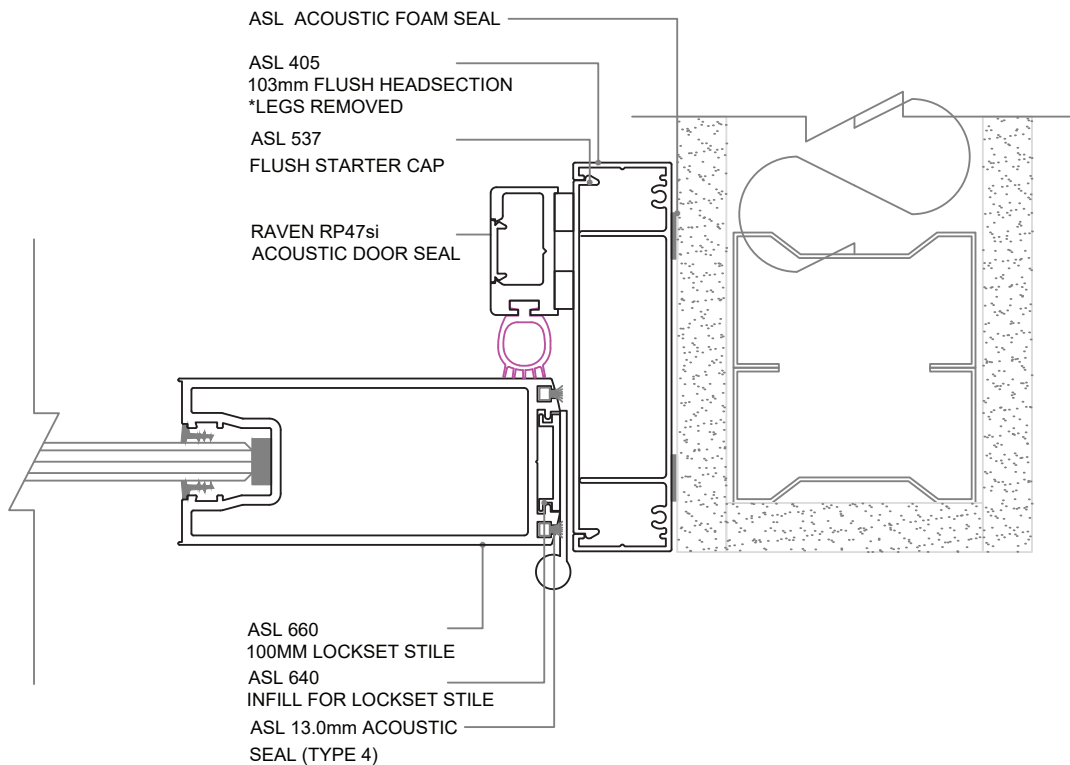 ASL  ACOUSTIC FOAM SEAL
ASL 405
103mm FLUSH HEADSECTION
*LEGS REMOVED
ASL 537
FLUSH STARTER CAP
RAVEN RP47si
ACOUSTIC DOOR SEAL
ASL 660
100MM LOCKSET STILE
ASL 640
INFILL FOR LOCKSET STILE
ASL 13.0mm ACOUSTIC
SEAL (TYPE 4)